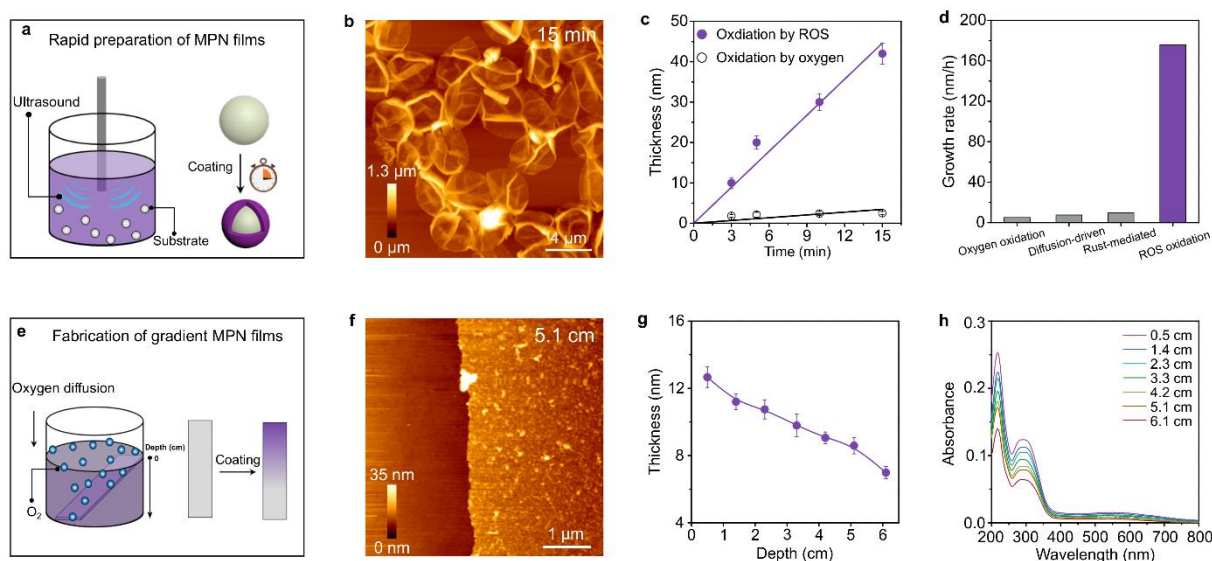 a
Rapid preparation of MPN films
Ultrasound
Coating
Substrate
b
15 min
1.3 µm
0 µm
4 µm
c
Oxdiation by ROS
Oxidation by oxygen
Thickness (nm)
50
40
30
20
10
0
0 3 6 9 12 15
Time (min)
d
Growth rate (nm/h)
200
160
120
80
40
0
Oxygen oxidation
Diffusion-driven
Rust-mediated
ROS oxidation
e
Fabrication of gradient MPN films
Oxygen diffusion
Depth (cm)
0
Coating
O₂
f
5.1 cm
35 nm
0 nm
1 µm
g
Thickness (nm)
16
12
8
4
0 1 2 3 4 5 6
Depth (cm)
h
Absorbance
0.3
0.2
0.1
0.0
0.5 cm
1.4 cm
2.3 cm
3.3 cm
4.2 cm
5.1 cm
6.1 cm
200 300 400 500 600 700 800
Wavelength (nm)